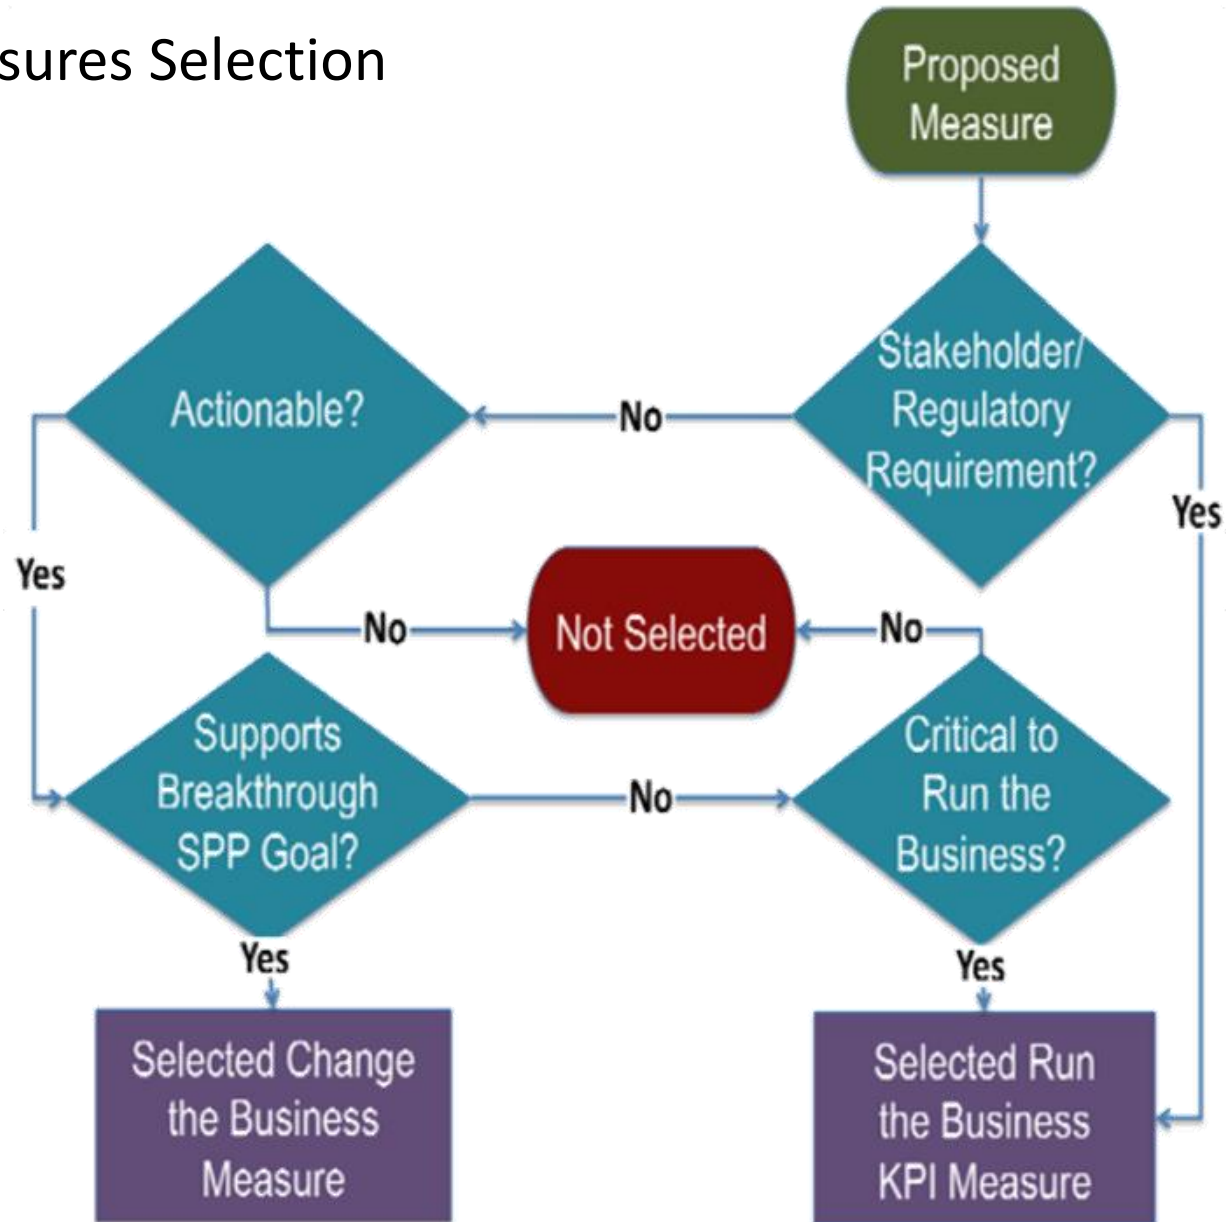 sures Selection
Proposed
Measure
Stakeholder/
Regulatory
Requirement?
Actionable?
No
Yes
Yes
Not Selected
No
No
Supports
Breakthrough
SPP Goal?
No
Critical to
Run the
Business?
Yes
Yes
Selected Change
the Business
Measure
Selected Run
the Business
KPI Measure